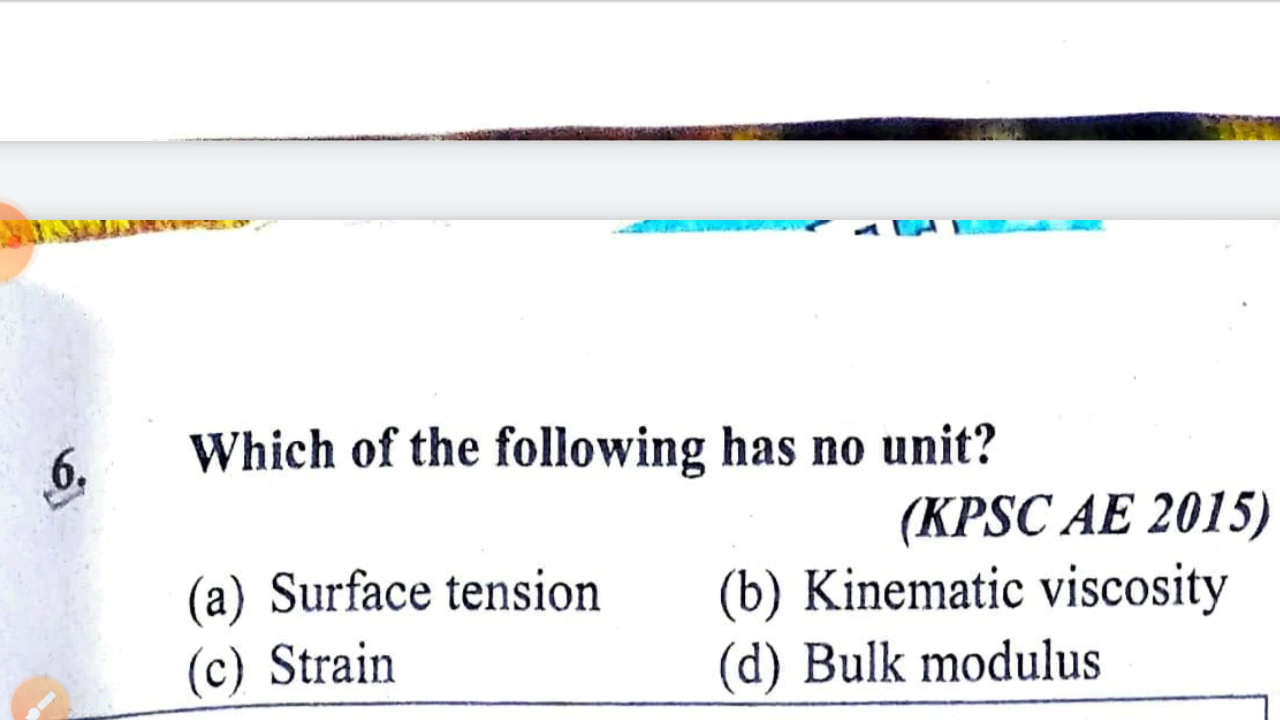 6.
Which of the following has no unit?
(KPSC AE 2015)
(a) Surface tension (b) Kinematic viscosity
(c) Strain (d) Bulk modulus